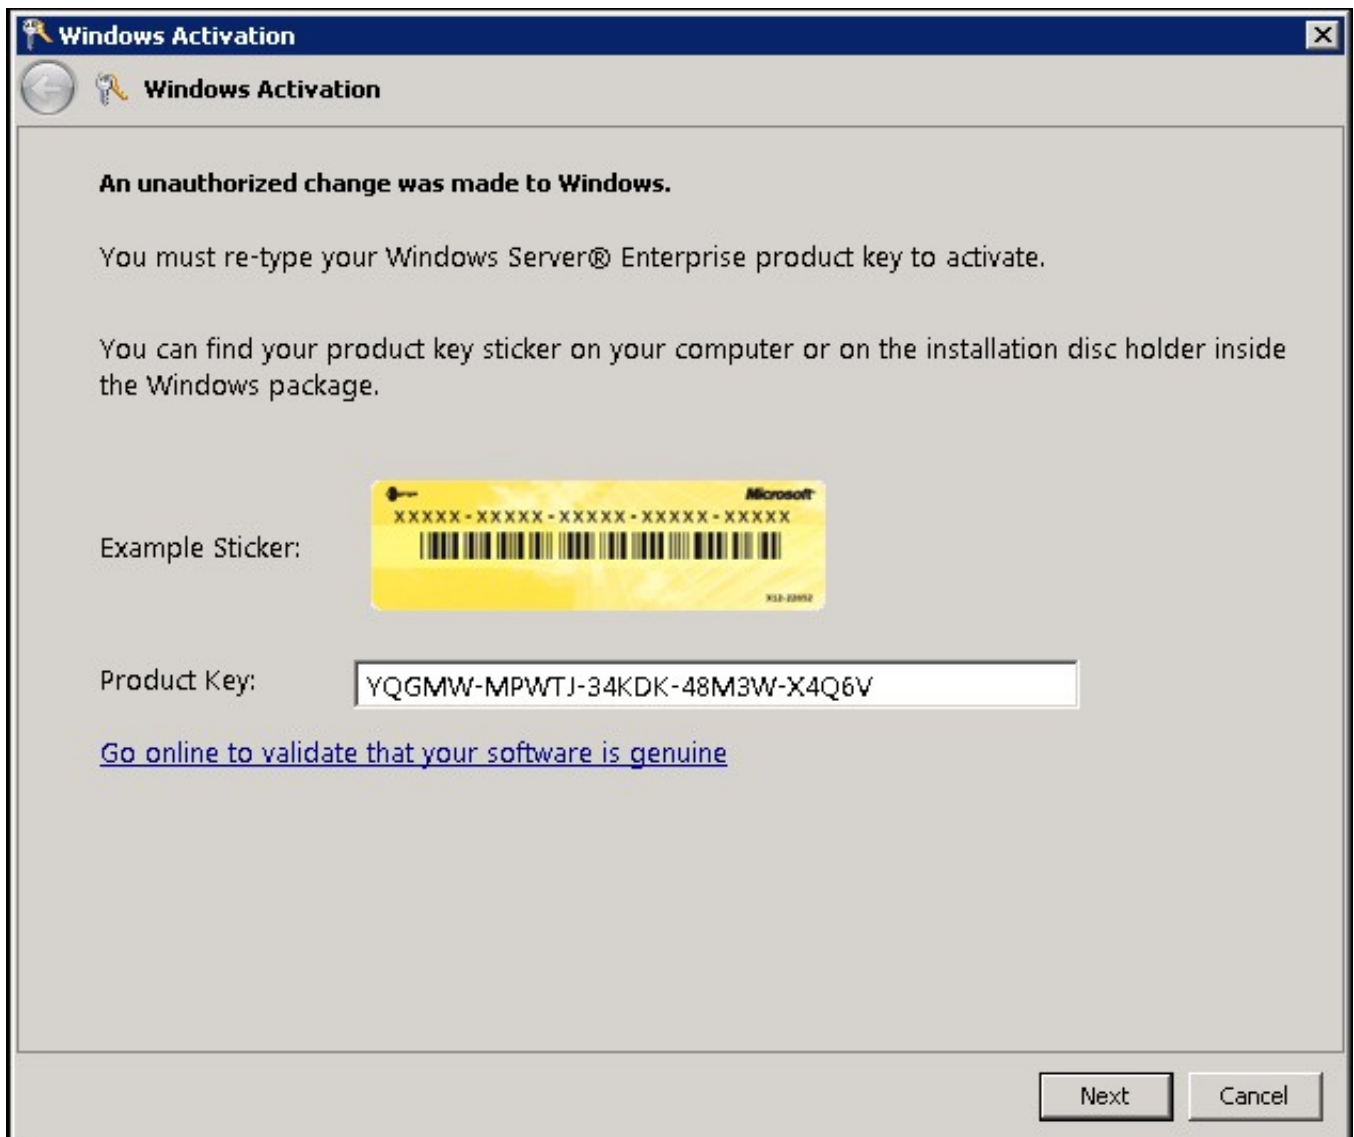 Windows Activation
Windows Activation
An unauthorized change was made to Windows.
You must re-type your Windows Server® Enterprise product key to activate.
You can find your product key sticker on your computer or on the installation disc holder inside
the Windows package.
Microsoft
XXXXX-XXXXX-XXXXX-XXXXX-XXXXX
Example Sticker:
X12-22052
Product Key:
YQGMW-MPWTJ-34KDK-48M3W-X4Q6V
Go online to validate that your software is genuine
Next
Cancel